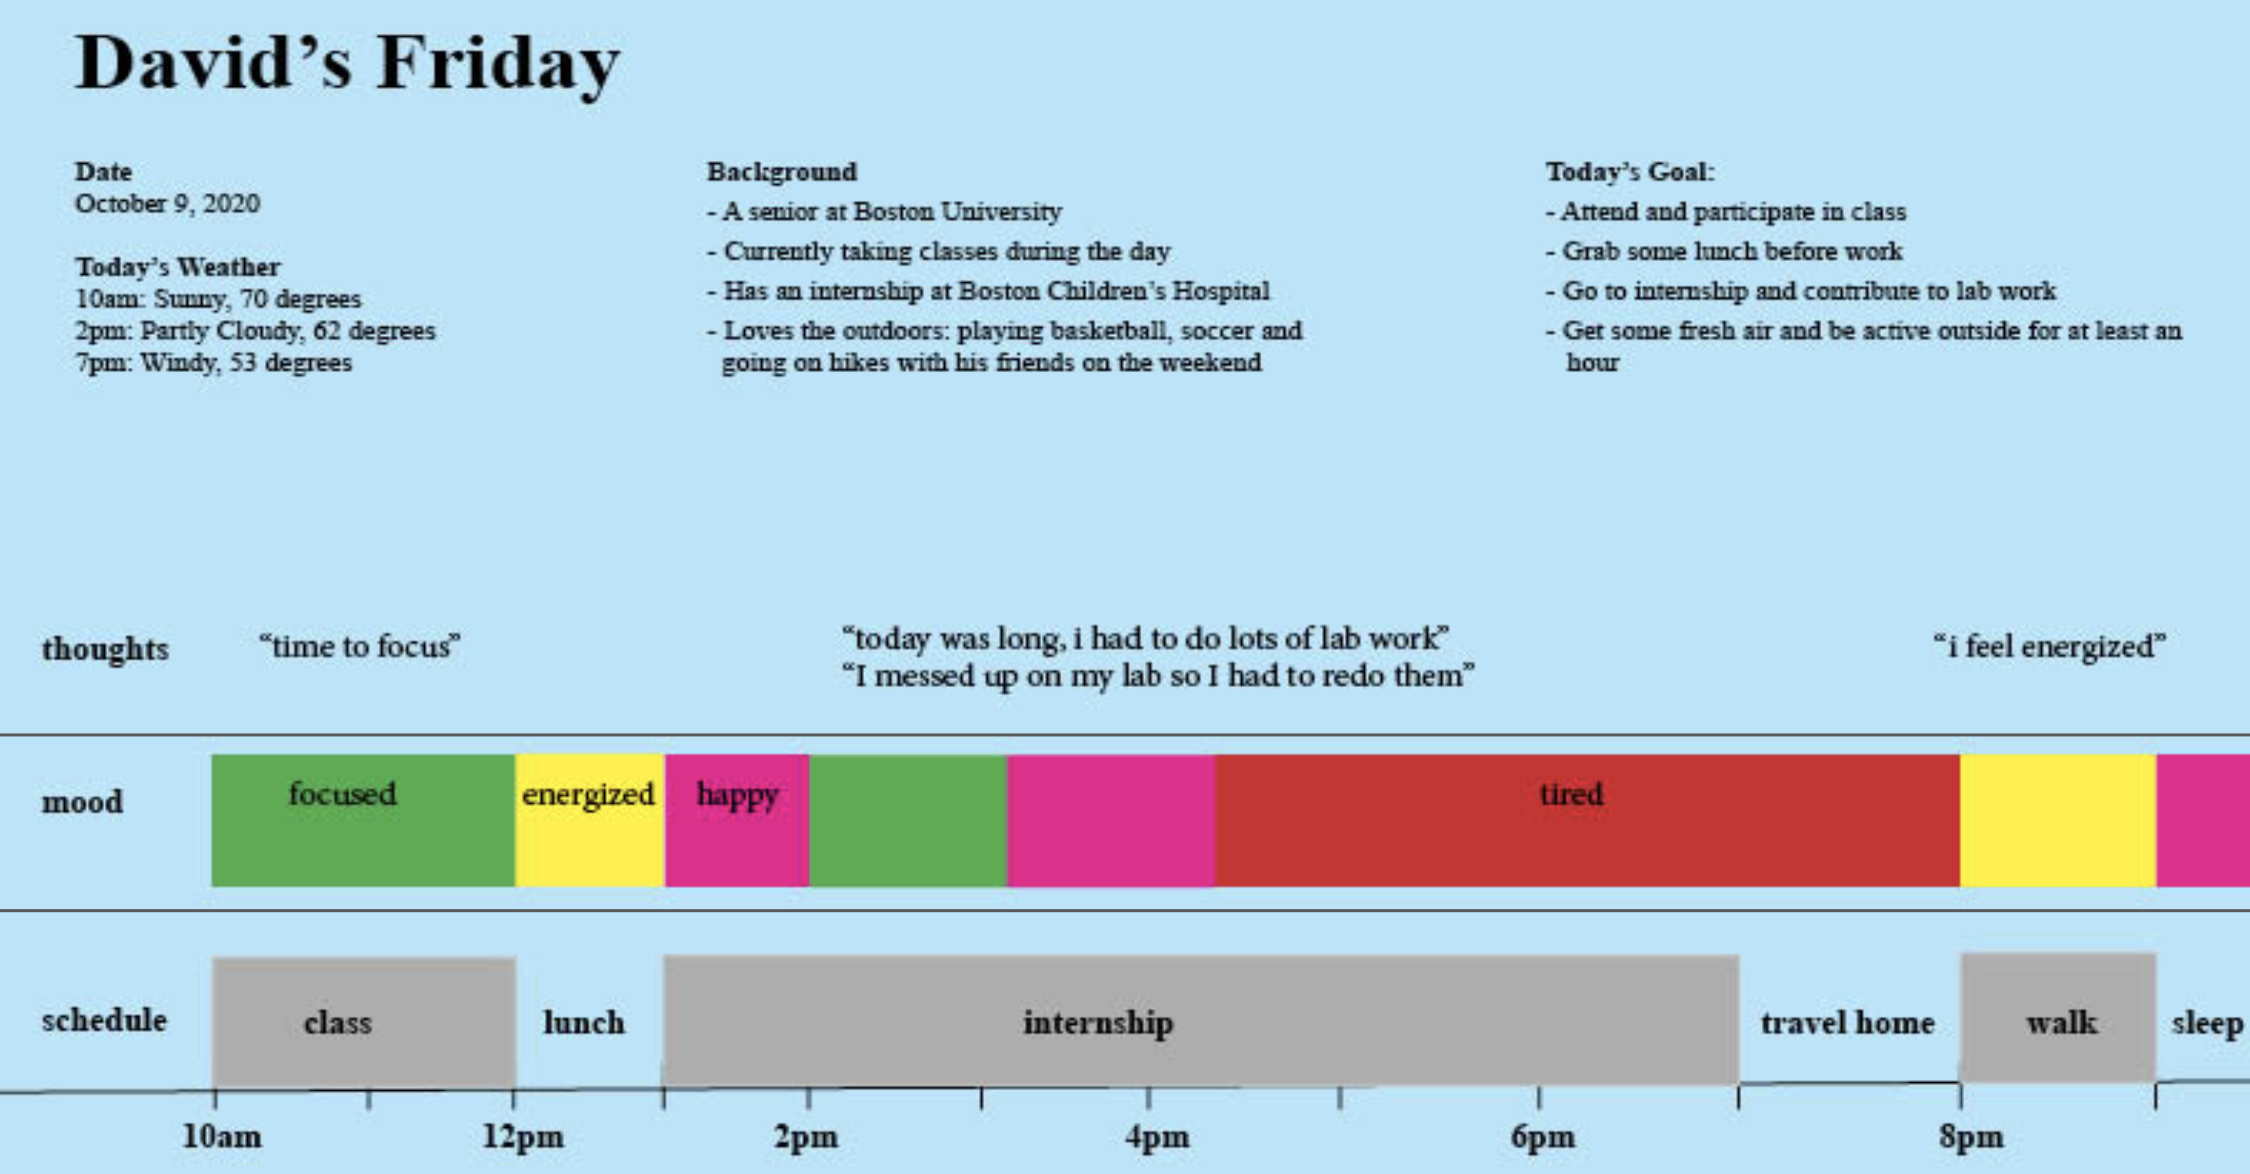 David’s Friday
Date
October 9, 2020
Today’s Weather
10am: Sunny, 70 degrees
2pm: Partly Cloudy, 62 degrees
7pm: Windy, 53 degrees
Background
- A senior at Boston University
- Currently taking classes during the day
- Has an internship at Boston Children’s Hospital
- Loves the outdoors: playing basketball, soccer and
going on hikes with his friends on the weekend
Today’s Goal:
- Attend and participate in class
- Grab some lunch before work
- Go to internship and contribute to lab work
- Get some fresh air and be active outside for at least an
hour
thoughts
“time to focus”
“today was long, i had to do lots of lab work”
“I messed up on my lab so I had to redo them”
“i feel energized”
mood
focused
energized
happy
tired
schedule
class
lunch
internship
travel home
walk
sleep
10am
12pm
2pm
4pm
6pm
8pm